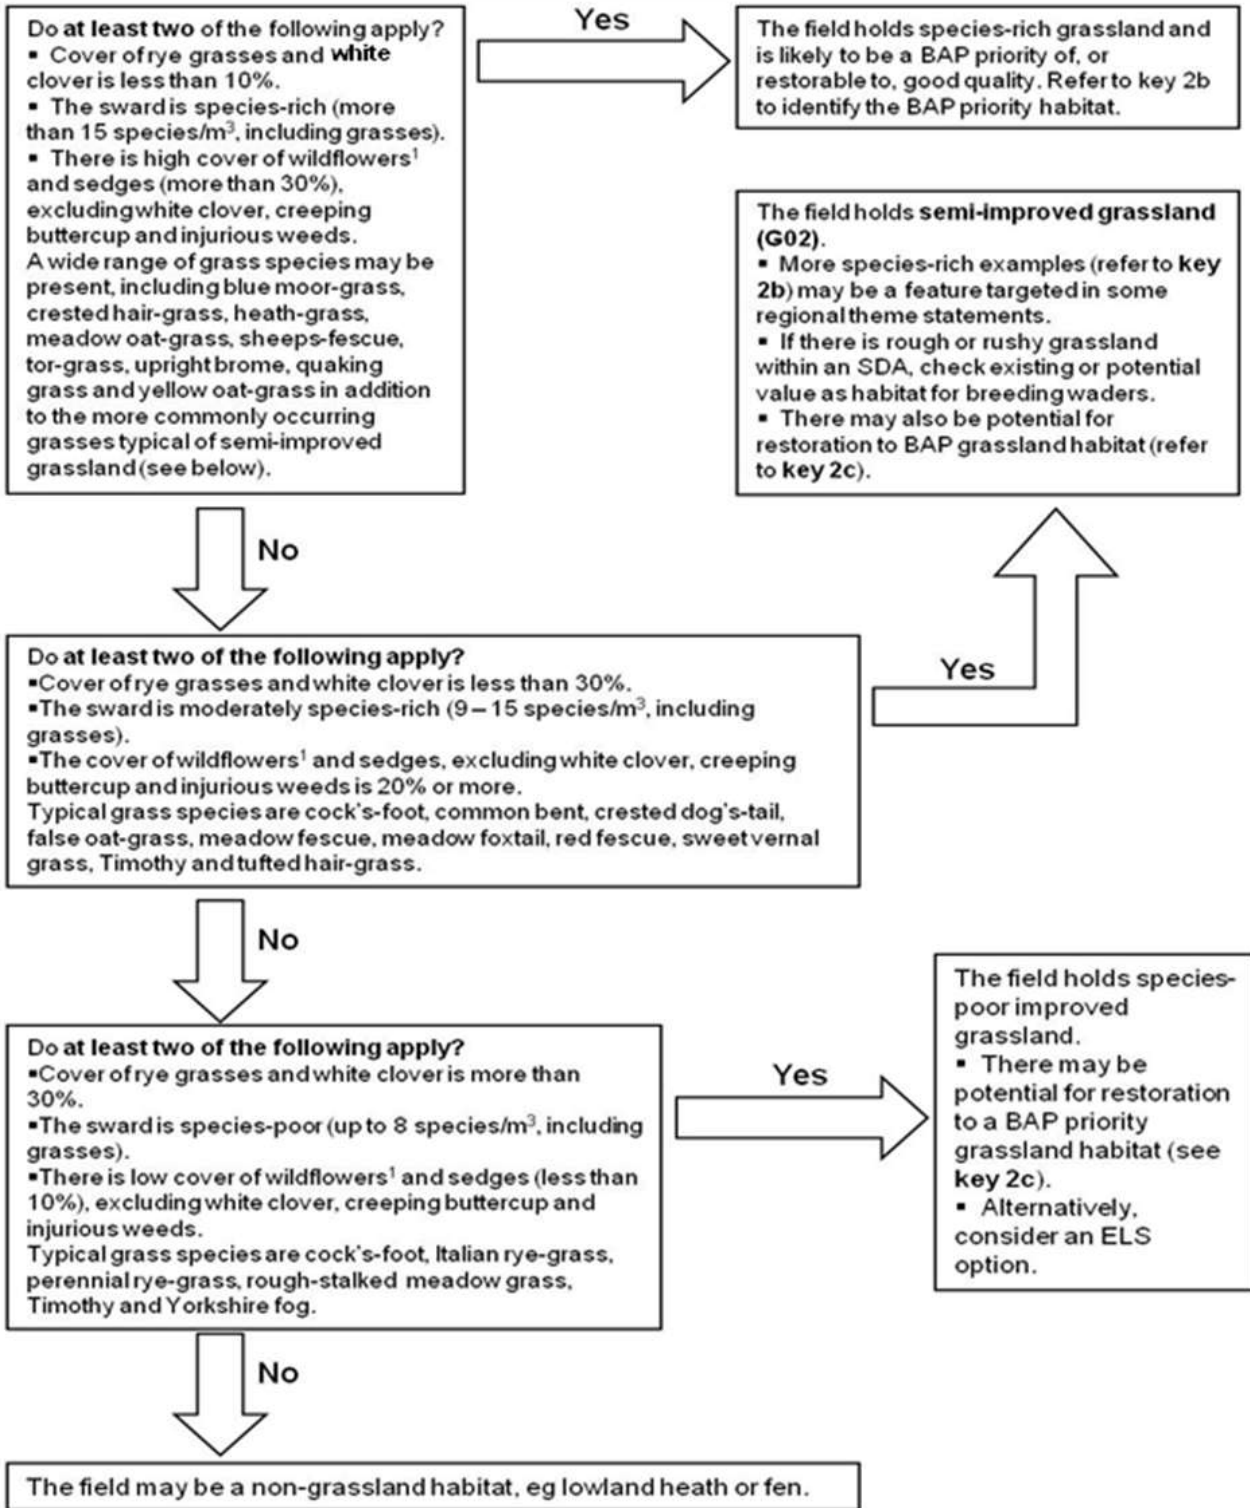 Do at least two of the following apply?
▪ Cover of rye grasses and white
clover is less than 10%.
▪ The sward is species-rich (more
than 15 species/m³, including grasses).
▪ There is high cover of wildflowers¹
and sedges (more than 30%),
excluding white clover, creeping
buttercup and injurious weeds.
A wide range of grass species may be
present, including blue moor-grass,
crested hair-grass, heath-grass,
meadow oat-grass, sheeps-fescue,
tor-grass, upright brome, quaking
grass and yellow oat-grass in addition
to the more commonly occurring
grasses typical of semi-improved
grassland (see below).
Yes
The field holds species-rich grassland and
is likely to be a BAP priority of, or
restorable to, good quality. Refer to key 2b
to identify the BAP priority habitat.
The field holds semi-improved grassland
(G02).
▪ More species-rich examples (refer to key
2b) may be a feature targeted in some
regional theme statements.
▪ If there is rough or rushy grassland
within an SDA, check existing or potential
value as habitat for breeding waders.
▪ There may also be potential for
restoration to BAP grassland habitat (refer
to key 2c).
No
Do at least two of the following apply?
▪Cover of rye grasses and white clover is less than 30%.
▪The sward is moderately species-rich (9 – 15 species/m³, including
grasses).
▪The cover of wildflowers¹ and sedges, excluding white clover, creeping
buttercup and injurious weeds is 20% or more.
Typical grass species are cock's-foot, common bent, crested dog's-tail,
false oat-grass, meadow fescue, meadow foxtail, red fescue, sweet vernal
grass, Timothy and tufted hair-grass.
Yes
No
Do at least two of the following apply?
▪Cover of rye grasses and white clover is more than
30%.
▪The sward is species-poor (up to 8 species/m³, including
grasses).
▪There is low cover of wildflowers¹ and sedges (less than
10%), excluding white clover, creeping buttercup and
injurious weeds.
Typical grass species are cock's-foot, Italian rye-grass,
perennial rye-grass, rough-stalked meadow grass,
Timothy and Yorkshire fog.
Yes
The field holds species-
poor improved
grassland.
▪ There may be
potential for restoration
to a BAP priority
grassland habitat (see
key 2c).
▪ Alternatively,
consider an ELS
option.
No
The field may be a non-grassland habitat, eg lowland heath or fen.